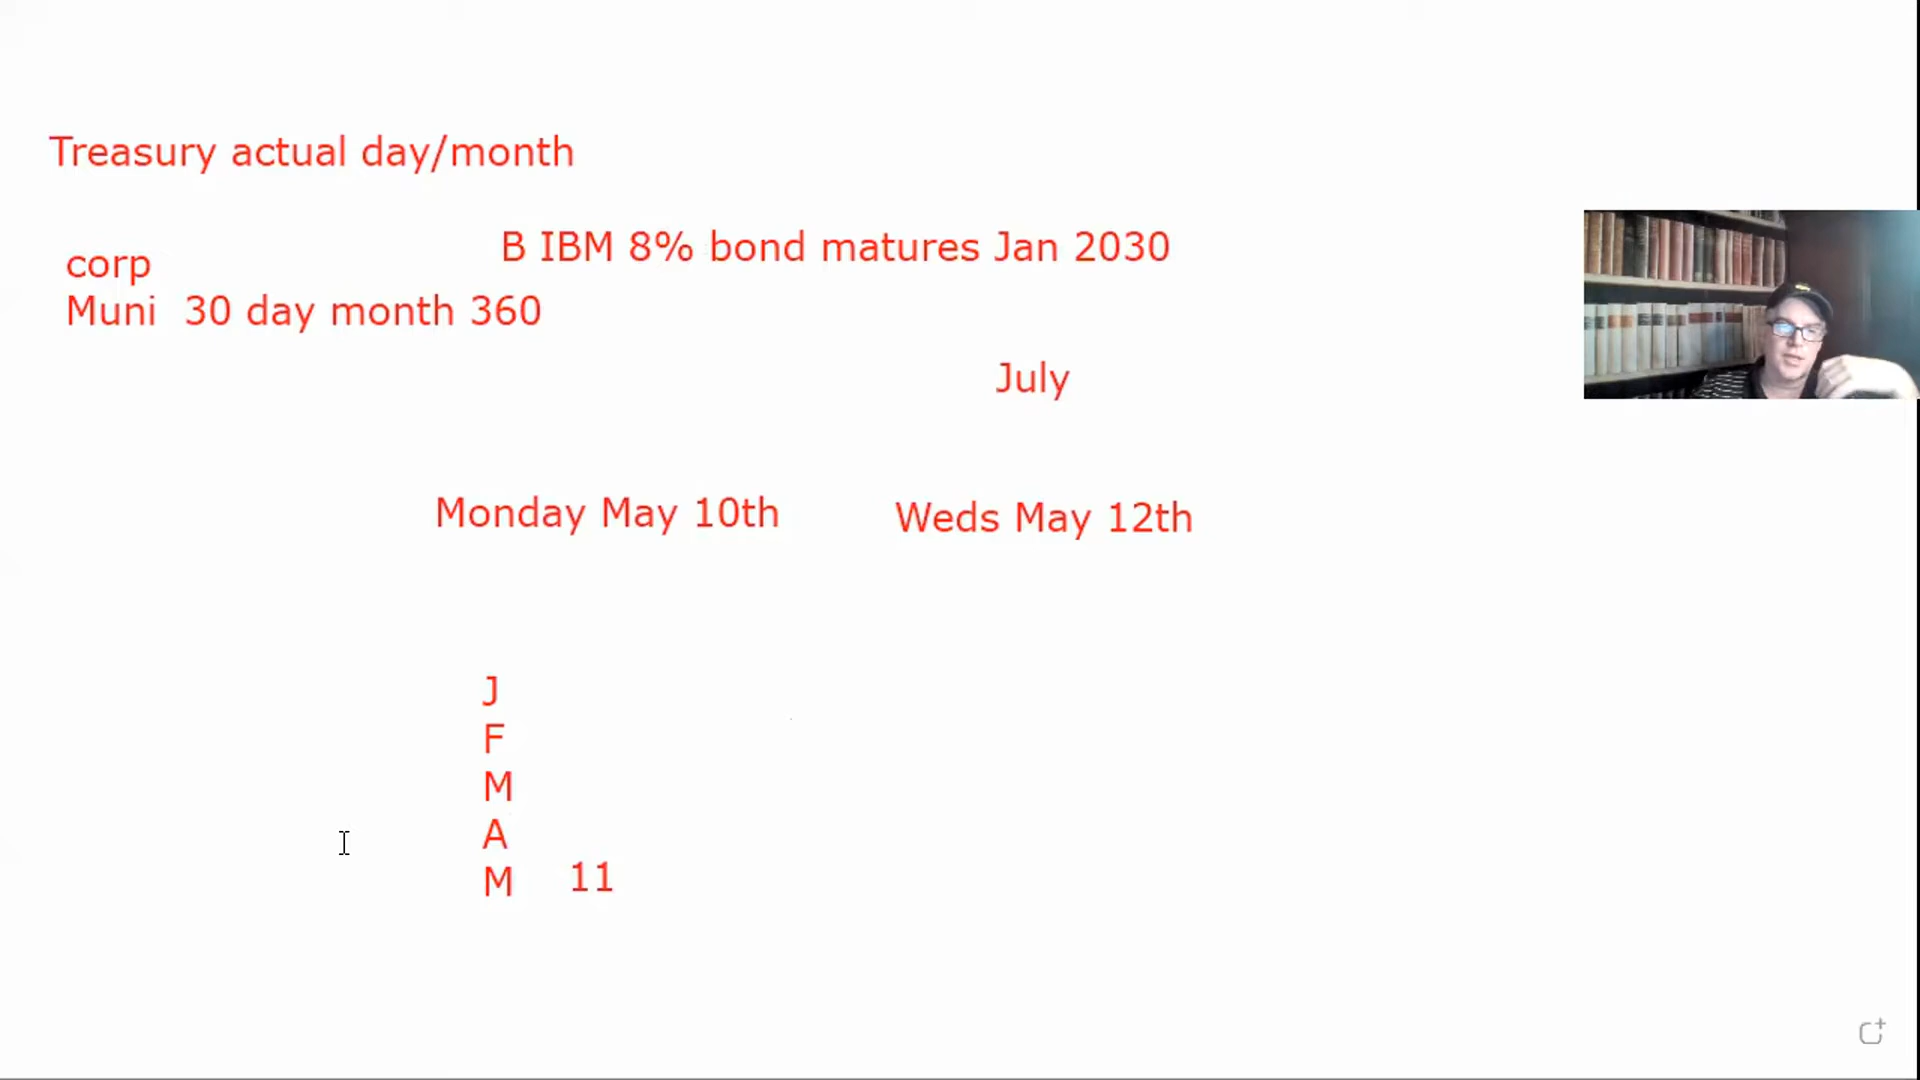 Treasury actual day/month
B IBM 8% bond matures Jan 2030
corp
Muni 30 day month 360
July
Monday May 10th
Weds May 12th
J
F
M
A
M 11